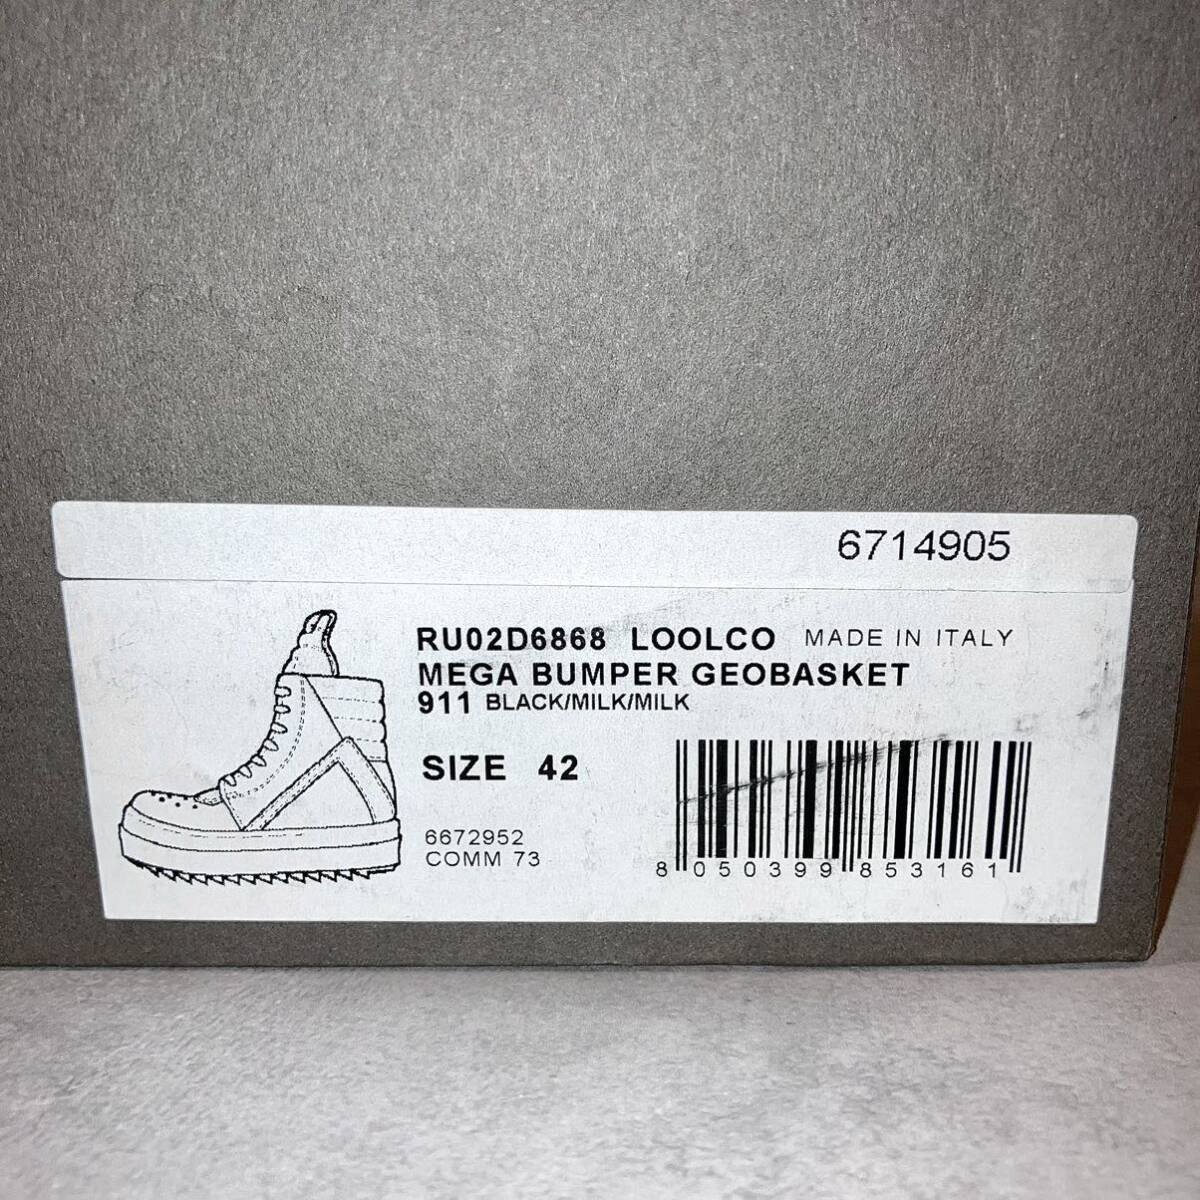 6714905
RU02D6868 LOOLCO MADE IN ITALY
MEGA BUMPER GEOBASKET
911 BLACK/MILK/MILK
SIZE 42
6672952
COMM 73
8 050399 853161